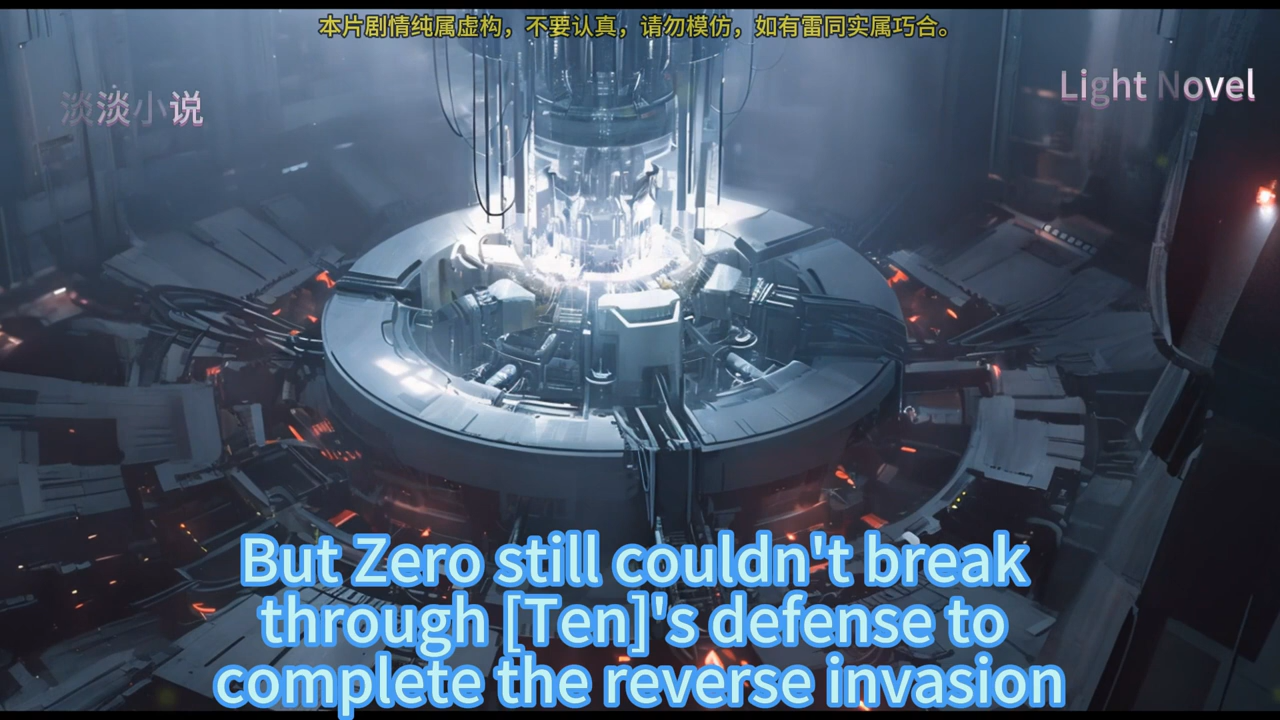 本片剧情纯属虚构，不要认真，请勿模仿，如有雷同实属巧合。
淡淡小说
Light Novel
But Zero still couldn't break
through [Ten]'s defense to
complete the reverse invasion